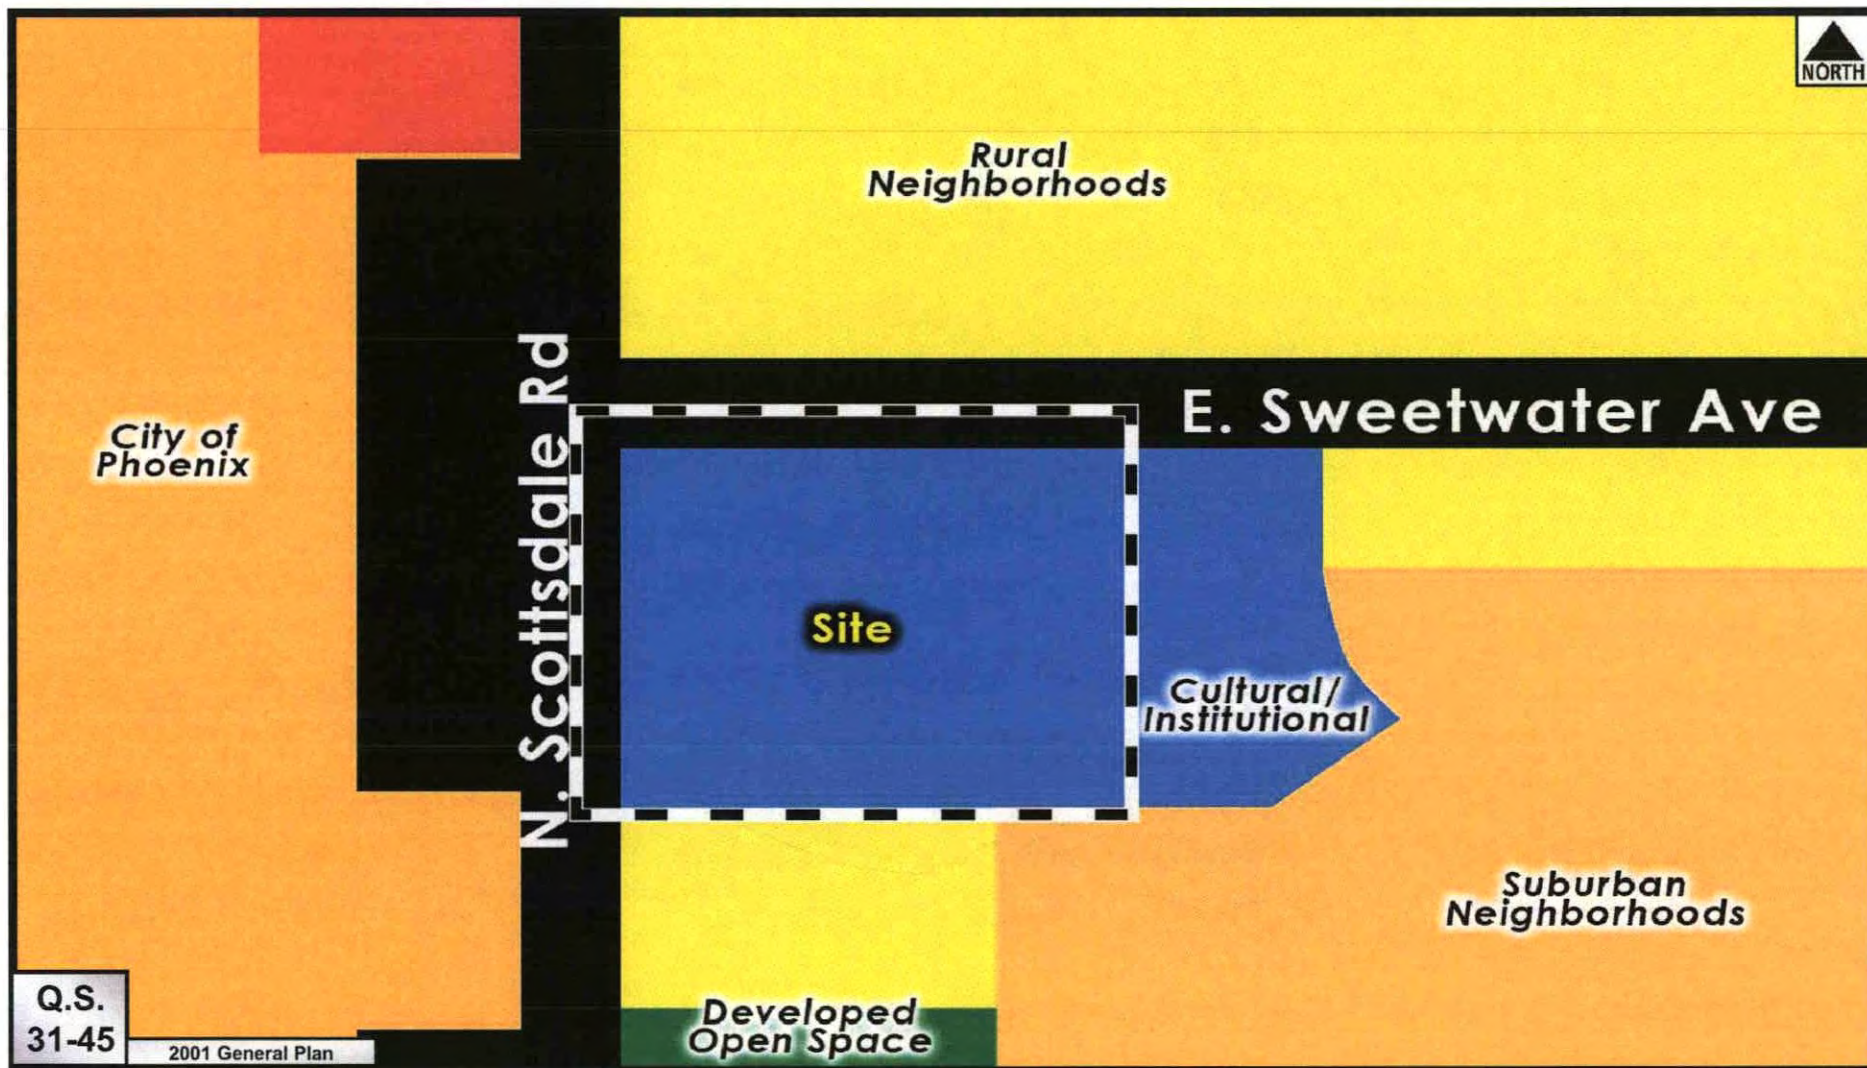 NORTH
Rural
Neighborhoods
N. Scottsdale Rd
E. Sweetwater Ave
City of
Phoenix
Site
Cultural/
Institutional
Suburban
Neighborhoods
Developed
Open Space
Q.S.
31-45
2001 General Plan